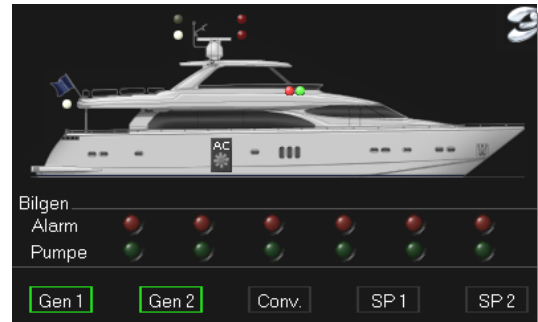 AC
Bilgen
Alarm
Pumpe
Gen 1
Gen 2
Conv.
SP 1
SP 2